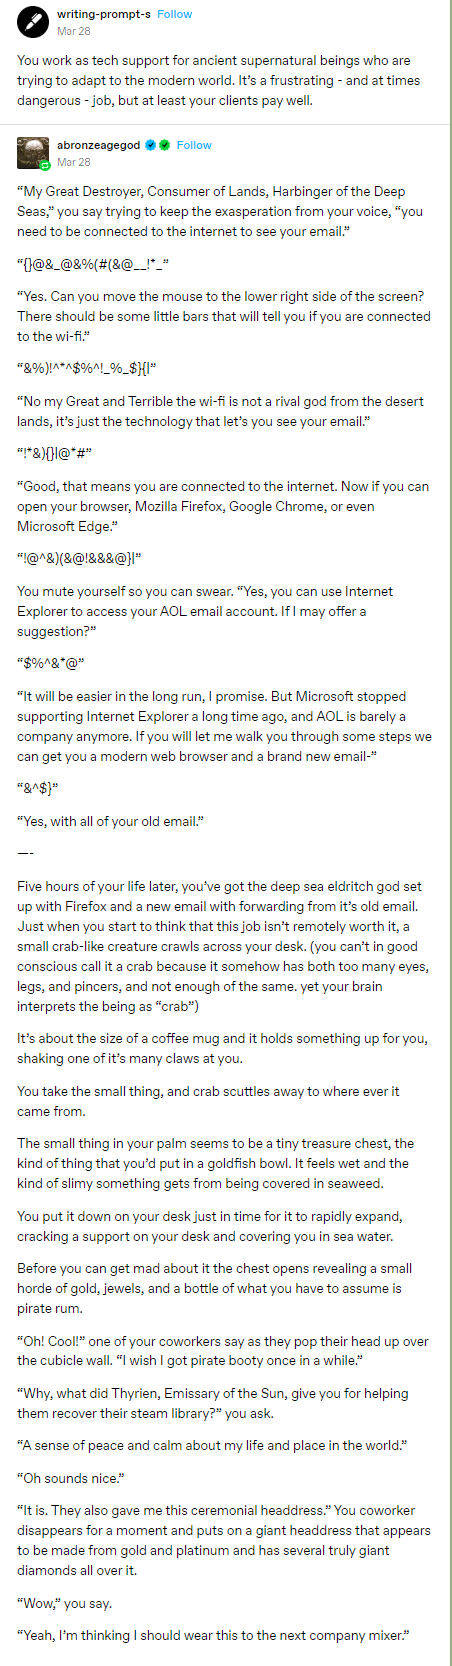 writing-prompt-s Follow
Mar 28
You work as tech support for ancient supernatural beings who are
trying to adapt to the modern world. It's a frustrating - and at times
dangerous - job, but at least your clients pay well.
abronzeagegod Follow
Mar 28
“My Great Destroyer, Consumer of Lands, Harbinger of the Deep
Seas,” you say trying to keep the exasperation from your voice, “you
need to be connected to the internet to see your email.”
“{}@&_@&%(#(&@__!*_”
“Yes. Can you move the mouse to the lower right side of the screen?
There should be some little bars that will tell you if you are connected
to the wi-fi.”
“&%)!^*^$%^!_%_$}{|”
“No my Great and Terrible the wi-fi is not a rival god from the desert
lands, it's just the technology that let's you see your email.”
“!*&){}|@*#”
“Good, that means you are connected to the internet. Now if you can
open your browser, Mozilla Firefox, Google Chrome, or even
Microsoft Edge.”
“!@^&)(&@!&&&@}|”
You mute yourself so you can swear. “Yes, you can use Internet
Explorer to access your AOL email account. If I may offer a
suggestion?”
“$%^&*@”
“It will be easier in the long run, I promise. But Microsoft stopped
supporting Internet Explorer a long time ago, and AOL is barely a
company anymore. If you will let me walk you through some steps we
can get you a modern web browser and a brand new email-”
“&^$}”
“Yes, with all of your old email.”
—-
Five hours of your life later, you've got the deep sea eldritch god set
up with Firefox and a new email with forwarding from it's old email.
Just when you start to think that this job isn't remotely worth it, a
small crab-like creature crawls across your desk. (you can't in good
conscious call it a crab because it somehow has both too many eyes,
legs, and pincers, and not enough of the same. yet your brain
interprets the being as “crab”)
It's about the size of a coffee mug and it holds something up for you,
shaking one of it's many claws at you.
You take the small thing, and crab scuttles away to where ever it
came from.
The small thing in your palm seems to be a tiny treasure chest, the
kind of thing that you'd put in a goldfish bowl. It feels wet and the
kind of slimy something gets from being covered in seaweed.
You put it down on your desk just in time for it to rapidly expand,
cracking a support on your desk and covering you in sea water.
Before you can get mad about it the chest opens revealing a small
horde of gold, jewels, and a bottle of what you have to assume is
pirate rum.
“Oh! Cool!” one of your coworkers say as they pop their head up over
the cubicle wall. “I wish I got pirate booty once in a while.”
“Why, what did Thyrien, Emissary of the Sun, give you for helping
them recover their steam library?” you ask.
“A sense of peace and calm about my life and place in the world.”
“Oh sounds nice.”
“It is. They also gave me this ceremonial headdress.” You coworker
disappears for a moment and puts on a giant headdress that appears
to be made from gold and platinum and has several truly giant
diamonds all over it.
“Wow,” you say.
“Yeah, I'm thinking I should wear this to the next company mixer.”